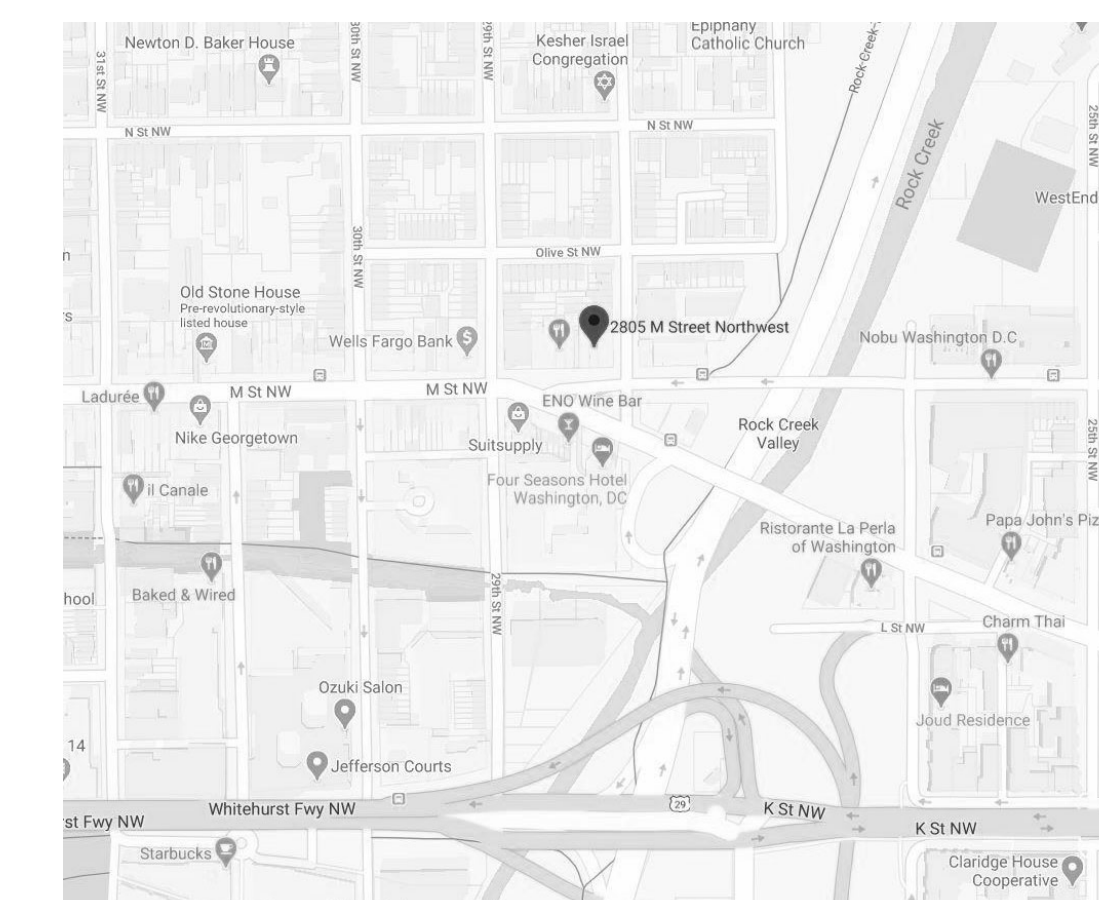 Newton D. Baker House
Kesher Israel
Congregation
Epiphany
Catholic Church
31st St NW
30th St NW
29th St NW
Rock Creek
N St NW
N St NW
25th St NW
Rock Creek
WestEnd
n
30th St NW
Olive St NW
Old Stone House
Pre-revolutionary-style
listed house
rs
2805 M Street Northwest
Wells Fargo Bank
$
Nobu Washington D.C
Ladurée
M St NW
M St NW
ENO Wine Bar
Nike Georgetown
Suitsupply
Rock Creek
Valley
25th St NW
il Canale
Four Seasons Hotel
Washington, DC
Ristorante La Perla
of Washington
Papa John's Piz
Baked & Wired
hool
29th St NW
L St NW
Charm Thai
Ozuki Salon
Joud Residence
14
Jefferson Courts
Whitehurst Fwy NW
29
K St NW
rst Fwy NW
K St NW
Starbucks
Claridge House
Cooperative